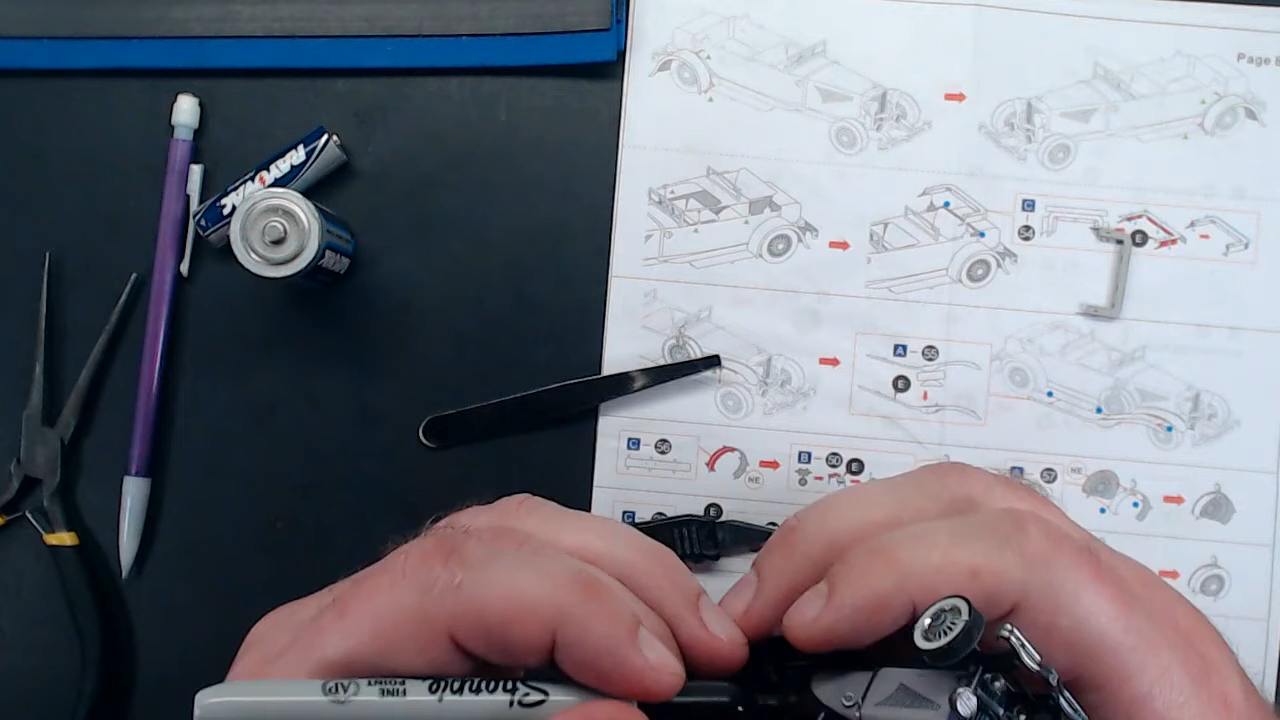 Page 8
RAYOVAC
C
54
E
A - 55
E
C - 56
NE
B - 50 E
57
NE
C
E
Sharpie
FINE
POINT
AP